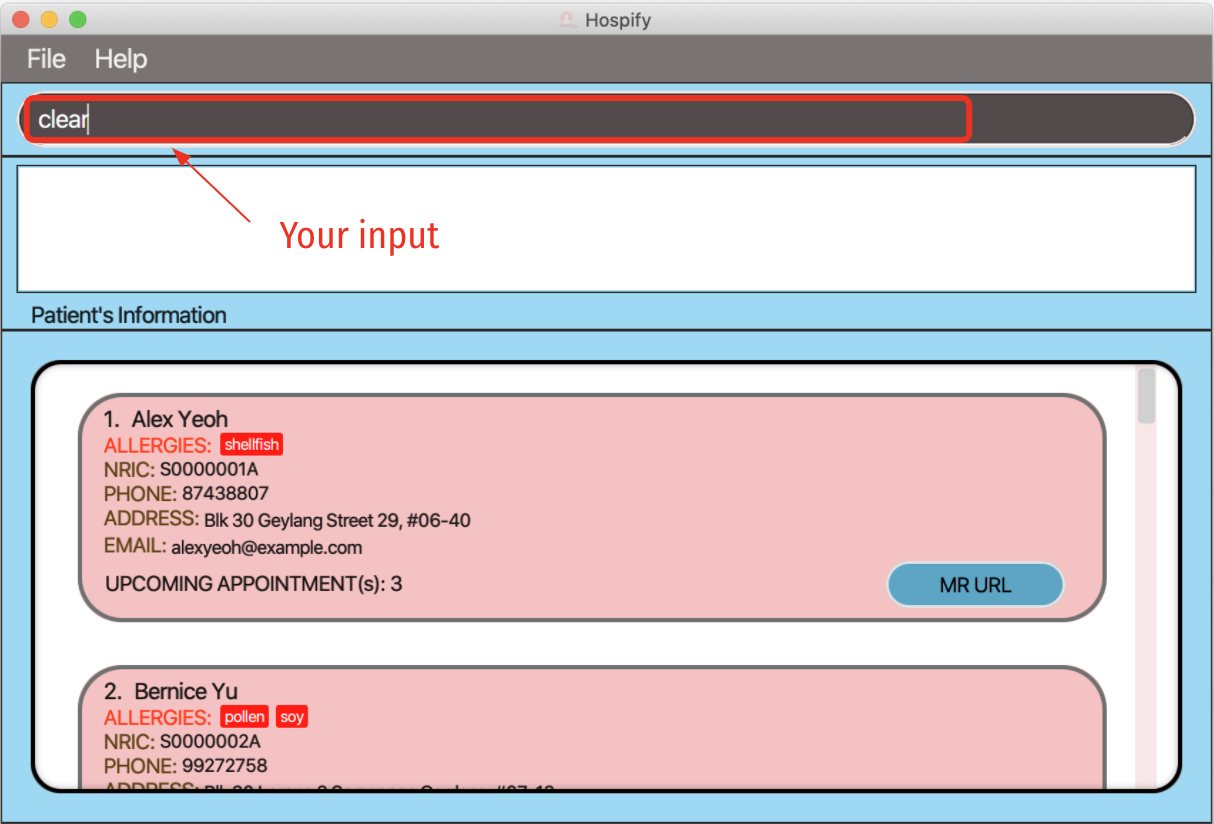 Hospify
File Help
clear
Your input
Patient's Information
1. Alex Yeoh
ALLERGIES: shellfish
NRIC: S0000001A
PHONE: 87438807
ADDRESS: Blk 30 Geylang Street 29, #06-40
EMAIL: alexyeoh@example.com
UPCOMING APPOINTMENT(s): 3
MR URL
2. Bernice Yu
ALLERGIES: pollen soy
NRIC: S0000002A
PHONE: 99272758
ADDRESS: Blk 30